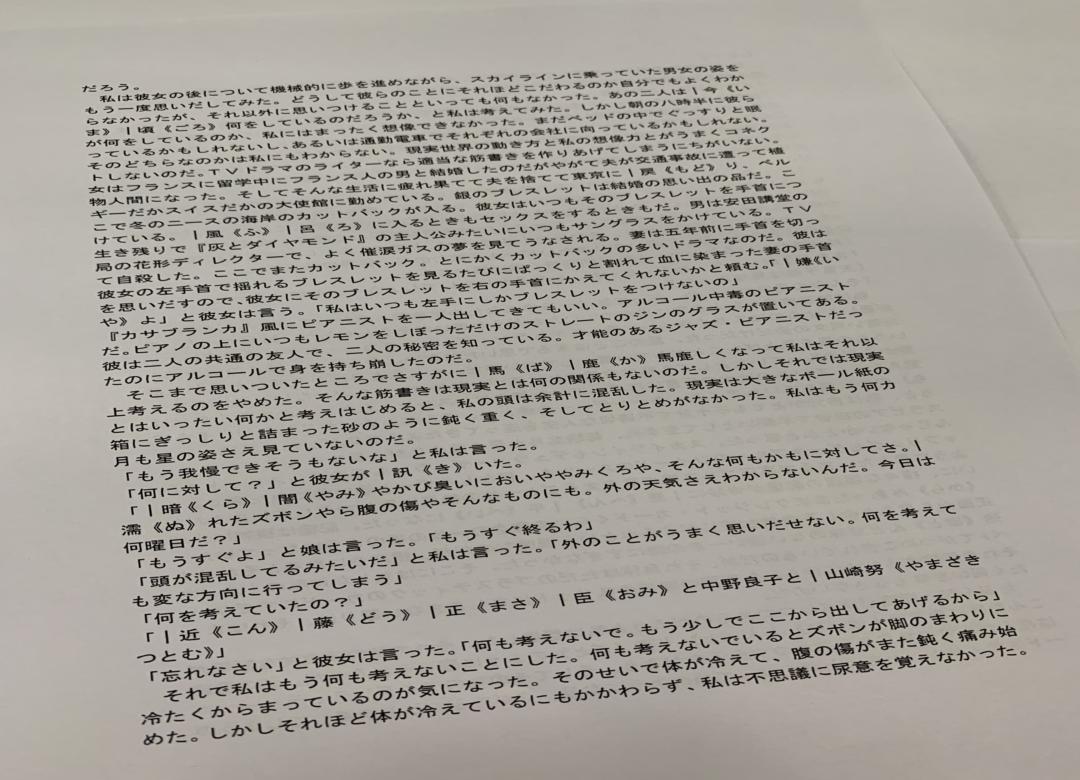 だろう。
　私は彼女の後について機械的に歩を進めながら、スカイラインに乗っていた男女の姿を
もう一度思いだしてみた。どうして彼らのことにそれほどこだわるのか自分でもよくわか
らなかったが、それ以外に思いつけることといっても何もなかった。あの二人は｜今《い
ま》｜頃《ごろ》何をしているのだろうか、と私は考えてみた。しかし朝の八時半に彼ら
が何をしているのか、私にはまったく想像できなかった。まだベッドの中でぐっすりと眠
っているかもしれないし、あるいは通勤電車でそれぞれの会社に向っているかもしれない。
そのどちらなのかは私にもわからない。現実世界の動き方と私の想像力とがうまくコネク
トしないのだ。ＴＶドラマのライターなら適当な筋書きを作りあげてしまうにちがいない。
女はフランスに留学中にフランス人の男と結婚したのだがやがて夫が交通事故に遭って植
物人間になった。そしてそんな生活に疲れ果てて夫を捨てて東京に｜戻《もど》り、ベル
ギーだかスイスだかの大使館に勤めている。銀のブレスレットは結婚の思い出の品だ。こ
こで冬のニースの海岸のカットバックが入る。彼女はいつもそのブレスレットを手首につ
けている。｜風《ふ》｜呂《ろ》に入るときもセックスをするときもだ。男は安田講堂の
生き残りで『灰とダイヤモンド』の主人公みたいにいつもサングラスをかけている。ＴＶ
局の花形ディレクターで、よく催涙ガスの夢を見てうなされる。妻は五年前に手首を切っ
て自殺した。ここでまたカットバック。とにかくカットバックの多いドラマなのだ。彼は
彼女の左手首で揺れるブレスレットを見るたびにぱっくりと割れて血に染まった妻の手首
を思いだすので、彼女にそのブレスレットを右の手首にかえてくれないかと頼む。「｜嫌《い
や》よ」と彼女は言う。「私はいつも左手にしかブレスレットをつけないの」
『カサブランカ』風にピアニストを一人出してきてもいい。アルコール中毒のピアニスト
だ。ピアノの上にいつもレモンをしぼっただけのストレートのジンのグラスが置いてある。
彼は二人の共通の友人で、二人の秘密を知っている。才能のあるジャズ・ピアニストだっ
たのにアルコールで身を持ち崩したのだ。
　そこまで思いついたところでさすがに｜馬《ば》｜鹿《か》馬鹿しくなって私はそれ以
上考えるのをやめた。そんな筋書きは現実とは何の関係もないのだ。しかしそれでは現実
とはいったい何かと考えはじめると、私の頭は余計に混乱した。現実は大きなボール紙の
箱にぎっしりと詰まった砂のように鈍く重く、そしてとりとめがなかった。私はもう何カ
月も星の姿さえ見ていないのだ。
「もう我慢できそうもないな」と私は言った。
「何に対して？」と彼女が｜訊《き》いた。
「｜暗《くら》｜闇《やみ》やかび臭いにおいややみくろや、そんな何もかもに対してさ。｜
濡《ぬ》れたズボンやら腹の傷やそんなものにも。外の天気さえわからないんだ。今日は
何曜日だ？」
「もうすぐよ」と娘は言った。「もうすぐ終るわ」
「頭が混乱してるみたいだ」と私は言った。「外のことがうまく思いだせない。何を考えて
も変な方向に行ってしまう」
「何を考えていたの？」
「｜近《こん》｜藤《どう》｜正《まさ》｜臣《おみ》と中野良子と｜山崎努《やまざき
つとむ》」
「忘れなさい」と彼女は言った。「何も考えないで。もう少しでここから出してあげるから」
　それで私はもう何も考えないことにした。何も考えないでいるとズボンが脚のまわりに
冷たくからまっているのが気になった。そのせいで体が冷えて、腹の傷がまた鈍く痛み始
めた。しかしそれほど体が冷えているにもかかわらず、私は不思議に尿意を覚えなかった。